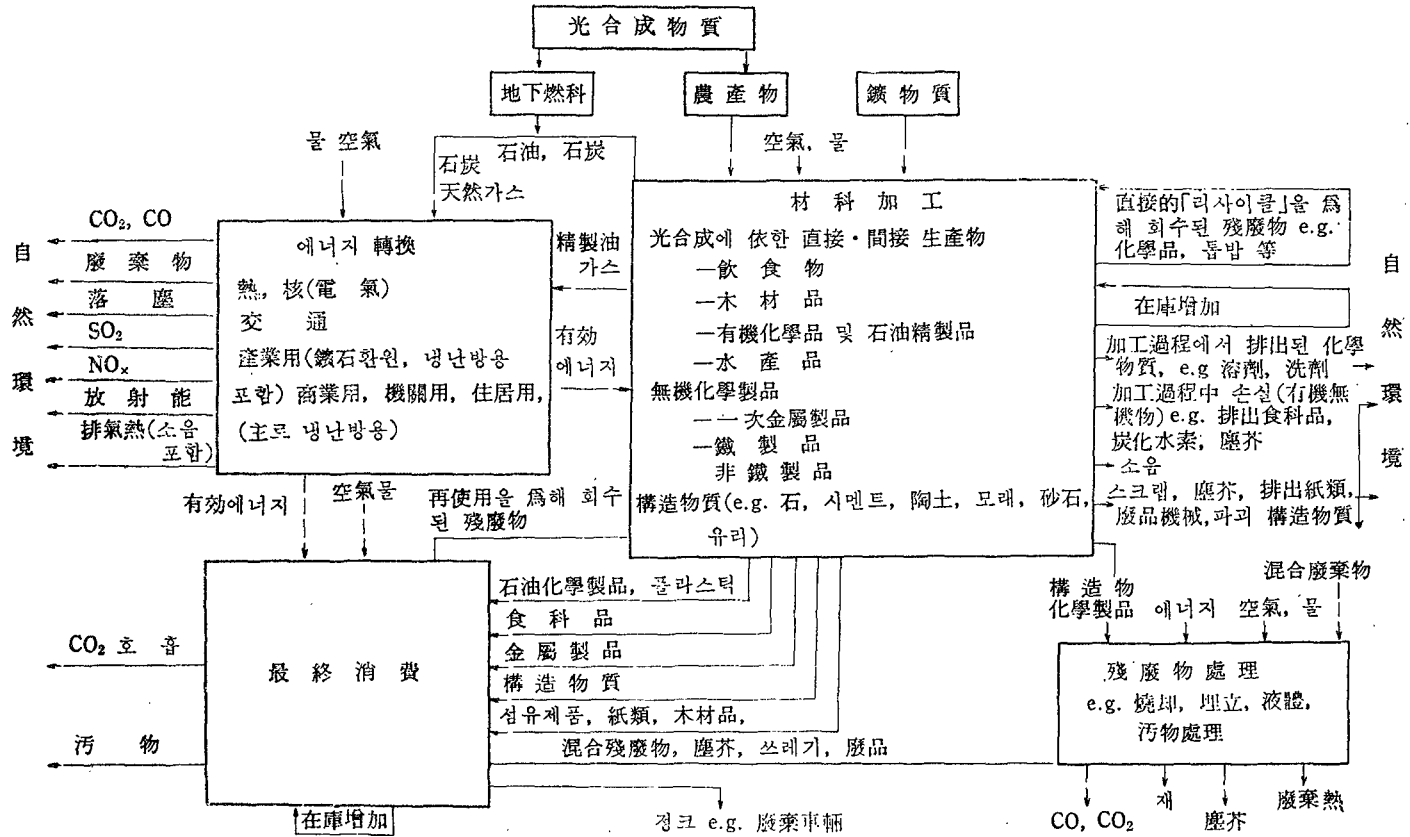 光合成物質
地下燃料
農產物
鑛物質
물 空氣
石炭
石油, 石炭
天然가스
空氣, 물
自然環境
CO₂, CO
廢棄物
落塵
SO₂
NOₓ
放射能
排氣熱(소음
포함)
에너지 轉換
熱, 核(電氣)
交通
產業用(鑛石환원, 냉난방용
포함) 商業用, 機關用, 住居用,
(主로 냉난방용)
精製油
가스
有効
에너지
材料加工
光合成에 依한 直接·間接 生產物
—飮食物
—木材品
—有機化學品 및 石油精製品
—水產品
無機化學製品
—一次金屬製品
—鐵製品
非鐵製品
構造物質(e.g. 石, 시멘트, 陶土, 모래, 砂石,
유리)
直接的「리사이클」을 爲
해 회수된 殘廢物 e.g.
化學品, 톱밥 等
在庫增加
加工過程에서 排出된 化學
物質, e.g 溶劑, 洗劑
加工過程中 손실(有機無
機物) e.g. 排出食料品,
炭化水素, 塵芥
소음
스크랩, 塵芥, 排出紙類,
廢品機械, 파괴 構造物質
自然環境
有効에너지
空氣물
再使用을 爲해 회수
된 殘廢物
最終消費
CO₂ 호흡
汚物
石油化學製品, 플라스틱
食料品
金屬製品
構造物質
섬유제품, 紙類, 木材品,
混合殘廢物, 塵芥, 쓰레기, 廢品
在庫增加
정크 e.g. 廢棄車輛
構造物
化學製品
에너지
空氣, 물
混合廢棄物
殘廢物處理
e.g. 燒却, 埋立, 液體,
汚物處理
CO, CO₂
재
塵芥
廢棄熱